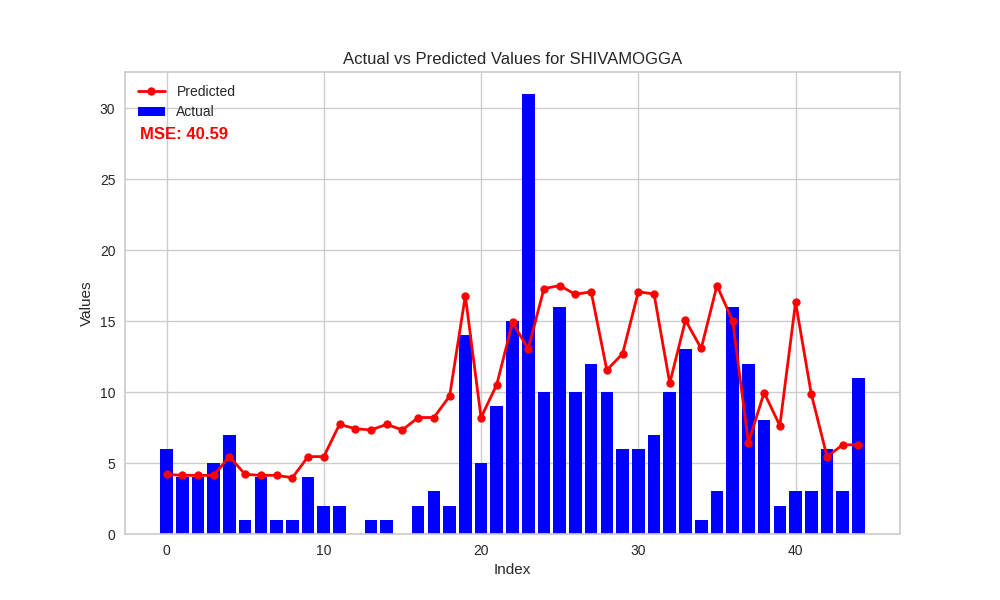 Actual vs Predicted Values for SHIVAMOGGA
Predicted
Actual
MSE: 40.59
Values
30
25
20
15
10
5
0
0 10 20 30 40
Index